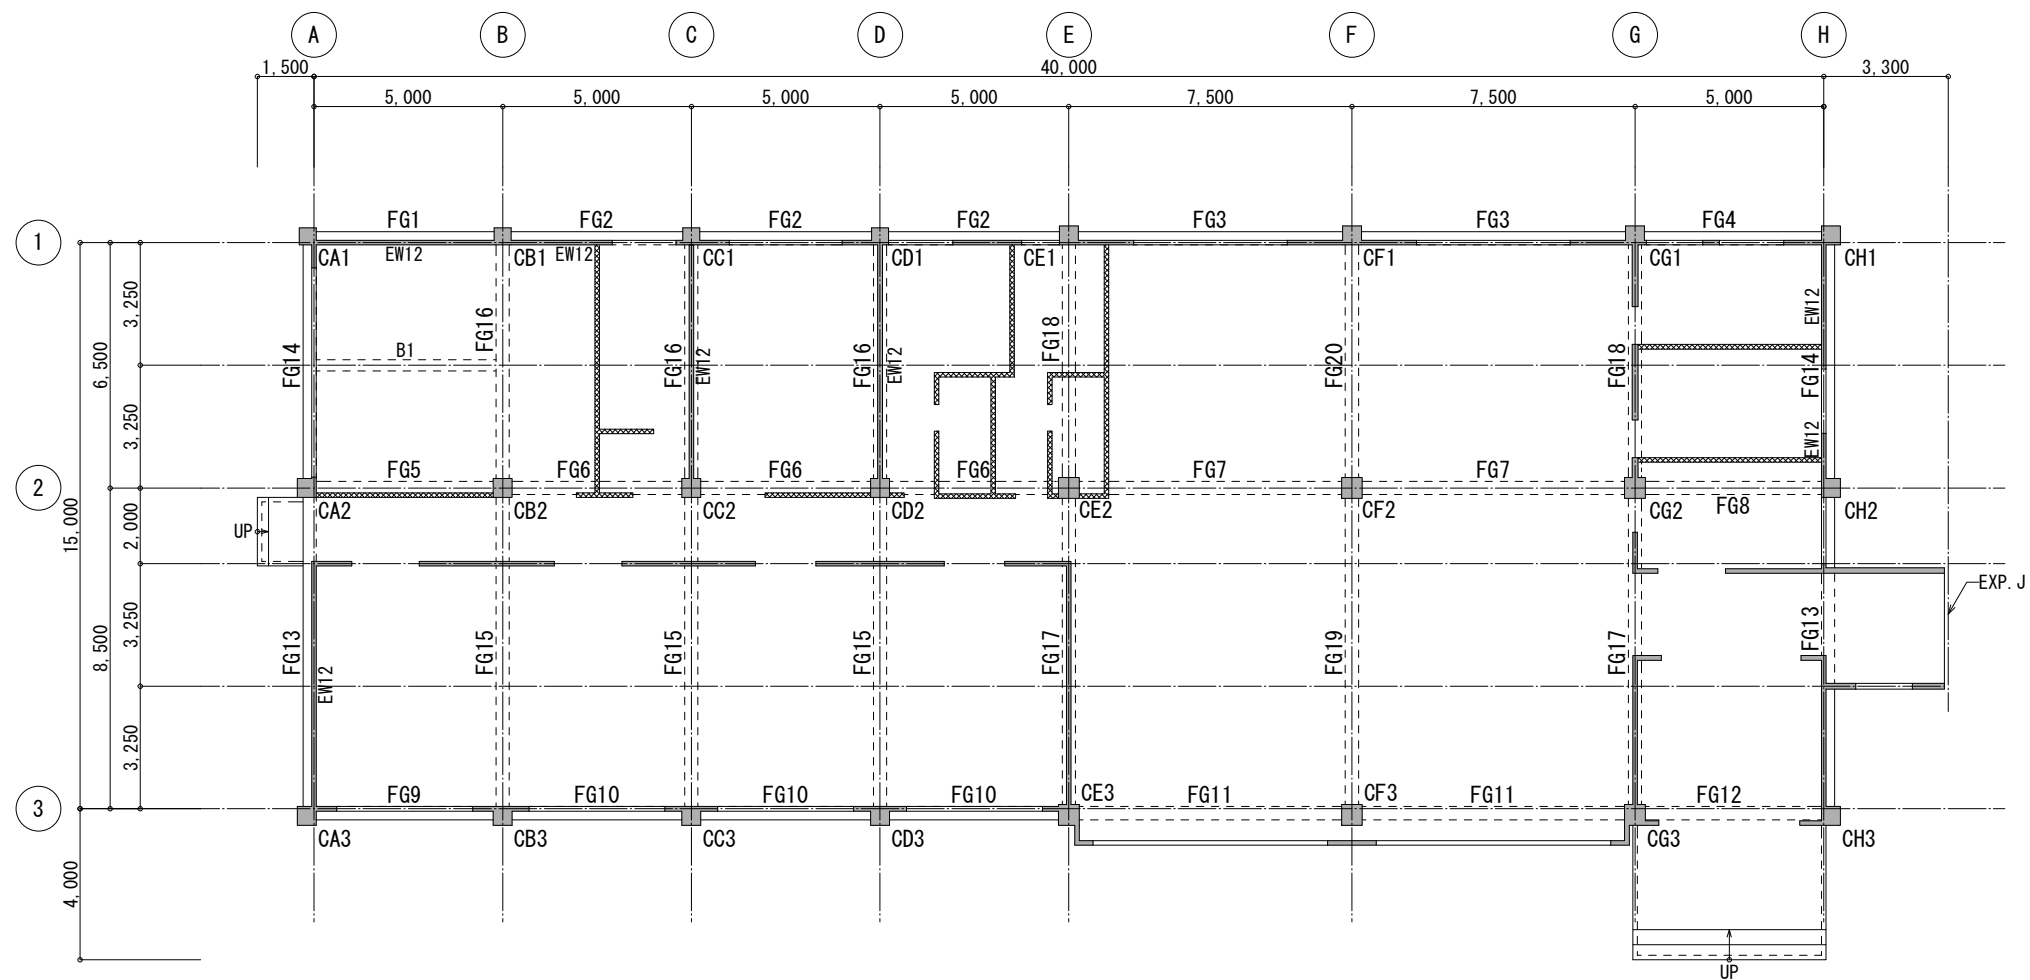 A B C D E F G H
1,500 40,000 3,300
5,000 5,000 5,000 5,000 7,500 7,500 5,000
FG1 FG2 FG2 FG2 FG3 FG3 FG4
1
CA1 EW12 CB1 EW12 CC1 CD1 CE1 CF1 CG1 CH1
3,250
6,500
3,250
FG14 B1 FG16 FG16 EW12 FG16 EW12 FG18 FG20 FG18 FG14 EW12
EW12
FG5 FG6 FG6 FG6 FG7 FG7
2
CA2 CB2 CC2 CD2 CE2 CF2 CG2 FG8 CH2
15,000
2,000
UP
EXP.J
8,500
3,250
FG13 EW12 FG15 FG15 FG15 FG17 FG19 FG17 FG13
3,250
FG9 FG10 FG10 FG10 CE3 FG11 CF3 FG11 FG12
3
CA3 CB3 CC3 CD3 CG3 CH3
4,000
UP